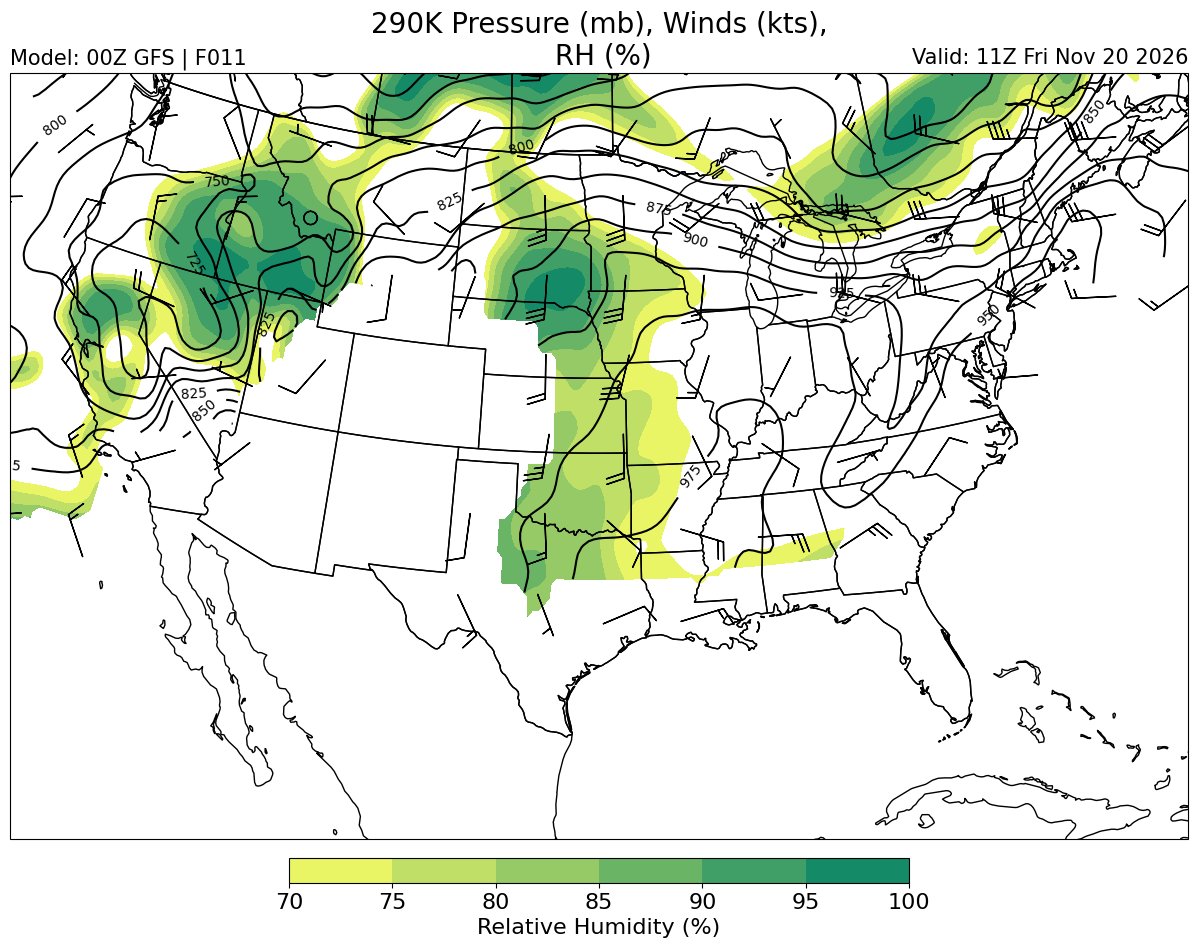 290K Pressure (mb), Winds (kts),
RH (%)
Model: 00Z GFS | F011
Valid: 11Z Fri Nov 20 2026
800
850
800
750
825
875
900
725
925
950
825
825
850
975
5
70 75 80 85 90 95 100
Relative Humidity (%)